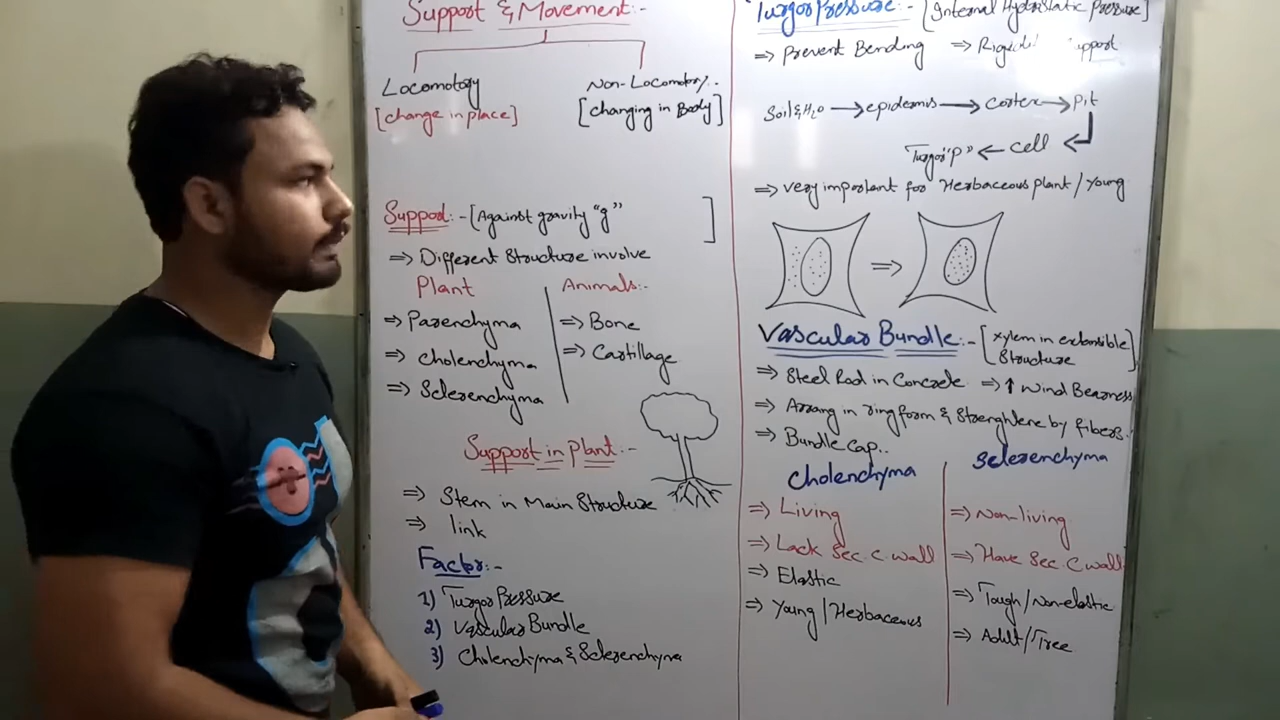 Support & Movement:-
Locomotory
[change in place]
Non-Locomotory..
[changing in Body]
Support:- [Against gravity "g" ]
⇒ Different Structure involve
Plant
⇒ Parenchyma
⇒ cholenchyma
⇒ Sclerenchyma
Animals:-
⇒ Bone
⇒ Cartillage
Support in plant:-
⇒ Stem in Main Structure
⇒ link
Factor:-
1) Turgor Pressure
2) Vascular Bundle
3) Cholenchyma & Sclerenchyma
Turgor Pressure:- [Internal Hydrostatic Pressure]
⇒ Prevent Bending ⇒ support
Soil & H2O → epidermis → cortex → pit
Turgor "p" ← cell ←
⇒ very important for Herbaceous plant / Young
⇒
Vascular Bundle:- [xylem in extentible
Structure]
⇒ Steel Rod in Concrete ⇒ ↑ Wind Bearness
⇒ Arrang in ring form & Strenghtene by fibers.
⇒ Bundle cap..
Cholenchyma
⇒ Living
⇒ Lack Sec. c. wall
⇒ Elastic
⇒ Young / Herbaceous
Sclerenchyma
⇒ Non-living
⇒ Have Sec. C wall
⇒ Tough / Non-elastic
⇒ Adult / Tree